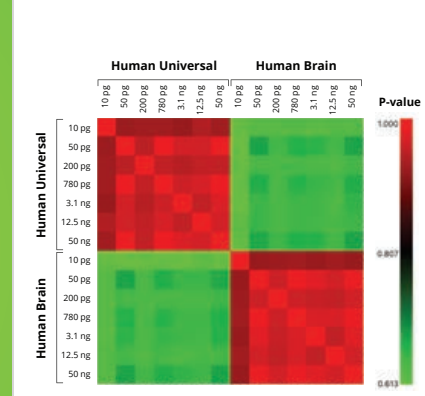 Human Universal Human Brain
10 pg 50 pg 200 pg 780 pg 3.1 ng 12.5 ng 50 ng 10 pg 50 pg 200 pg 780 pg 3.1 ng 12.5 ng 50 ng
P-value
1.000
0.807
0.613
Human Universal
10 pg
50 pg
200 pg
780 pg
3.1 ng
12.5 ng
50 ng
Human Brain
10 pg
50 pg
200 pg
780 pg
3.1 ng
12.5 ng
50 ng